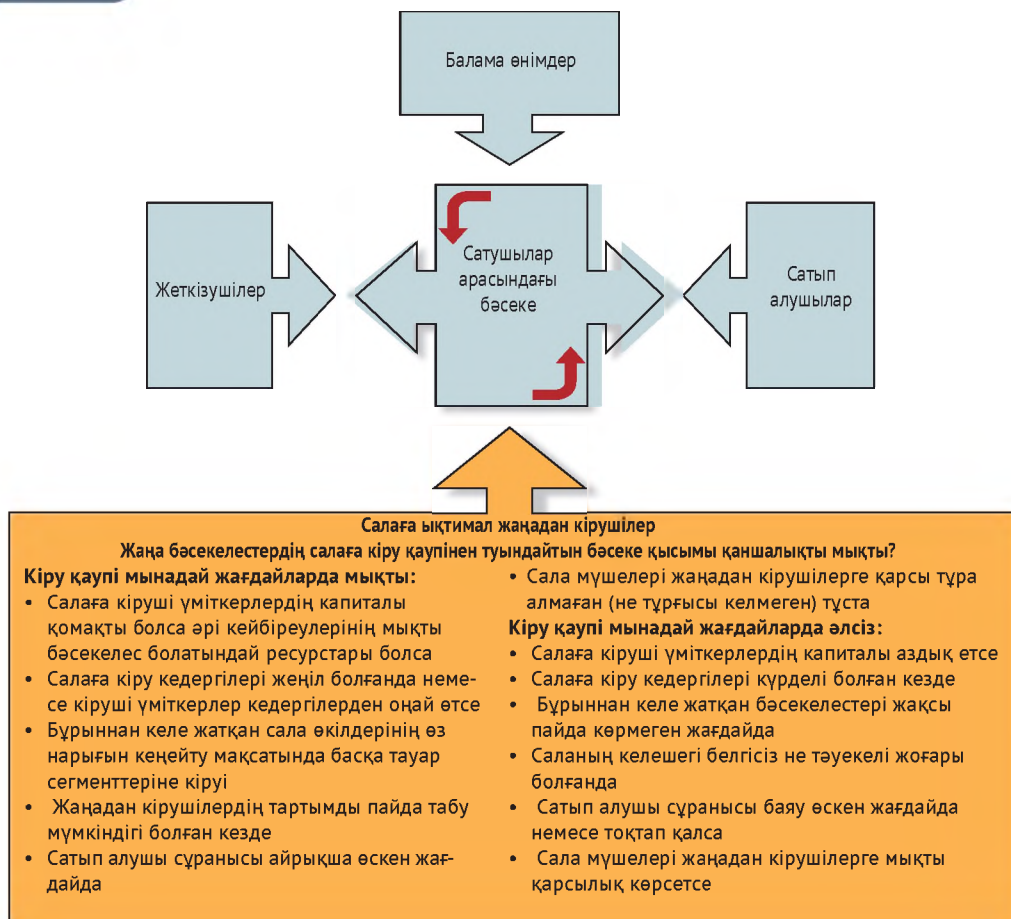 Балама өнімдер
Жеткізушілер
Сатушылар
арасындағы
бәсеке
Сатып
алушылар
Салаға ықтимал жаңадан кірушілер
Жаңа бәсекелестердің салаға кіру қаупінен туындайтын бәсеке қысымы қаншалықты мықты?
Кіру қаупі мынадай жағдайларда мықты:
• Салаға кіруші үміткерлердің капиталы
қомақты болса әрі кейбіреулерінің мықты
бәсекелес болатындай ресурстары болса
• Салаға кіру кедергілері жеңіл болғанда неме-
се кіруші үміткерлер кедергілерден оңай өтсе
• Бұрыннан келе жатқан сала өкілдерінің өз
нарығын кеңейту мақсатында басқа тауар
сегменттеріне кіруі
• Жаңадан кірушілердің тартымды пайда табу
мүмкіндігі болған кезде
• Сатып алушы сұранысы айрықша өскен жағ-
дайда
• Сала мүшелері жаңадан кірушілерге қарсы тұра
алмаған (не тұрғысы келмеген) тұста
Кіру қаупі мынадай жағдайларда әлсіз:
• Салаға кіруші үміткерлердің капиталы аздық етсе
• Салаға кіру кедергілері күрделі болған кезде
• Бұрыннан келе жатқан бәсекелестері жақсы
пайда көрмеген жағдайда
• Саланың келешегі белгісіз не тәуекелі жоғары
болғанда
• Сатып алушы сұранысы баяу өскен жағдайда
немесе тоқтап қалса
• Сала мүшелері жаңадан кірушілерге мықты
қарсылық көрсетсе